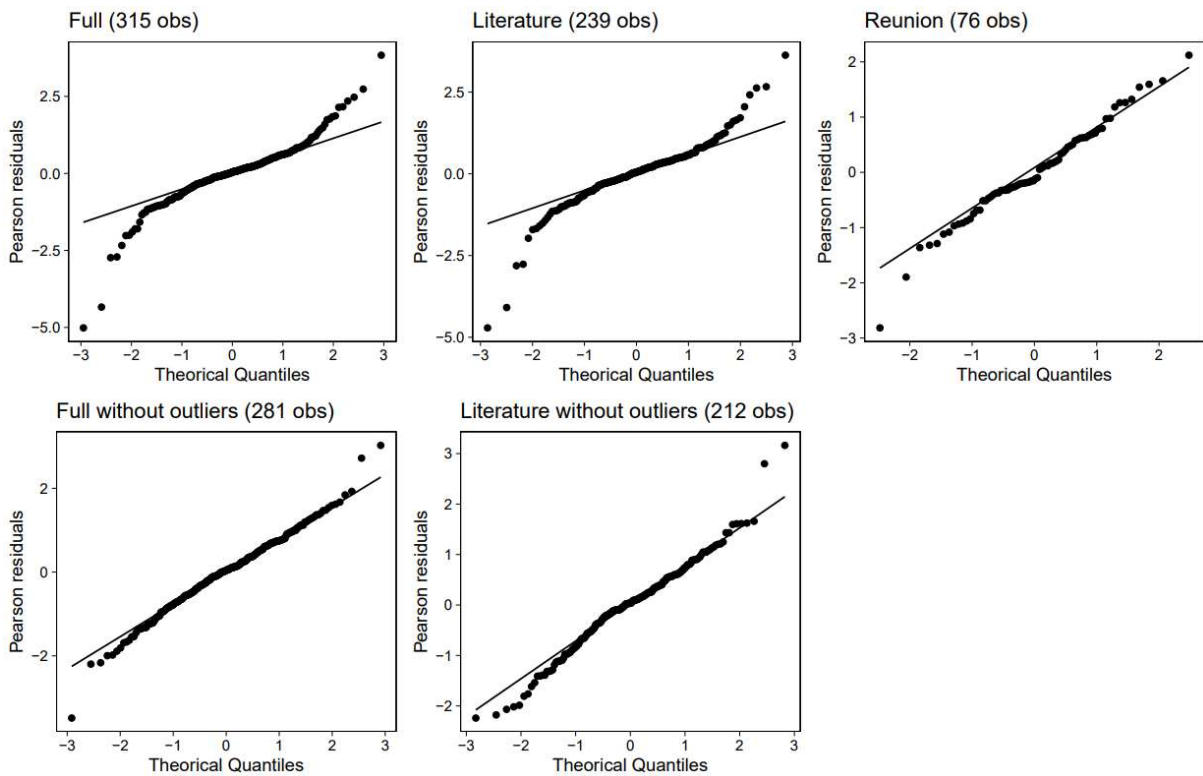 Full (315 obs)
Literature (239 obs)
Reunion (76 obs)
Pearson residuals
2.5
0.0
−2.5
−5.0
−3 −2 −1 0 1 2 3
Theorical Quantiles
Pearson residuals
2.5
0.0
−2.5
−5.0
−3 −2 −1 0 1 2 3
Theorical Quantiles
Pearson residuals
2
1
0
−1
−2
−3
−2 −1 0 1 2
Theorical Quantiles
Full without outliers (281 obs)
Literature without outliers (212 obs)
Pearson residuals
2
0
−2
−3 −2 −1 0 1 2 3
Theorical Quantiles
Pearson residuals
3
2
1
0
−1
−2
−3 −2 −1 0 1 2 3
Theorical Quantiles